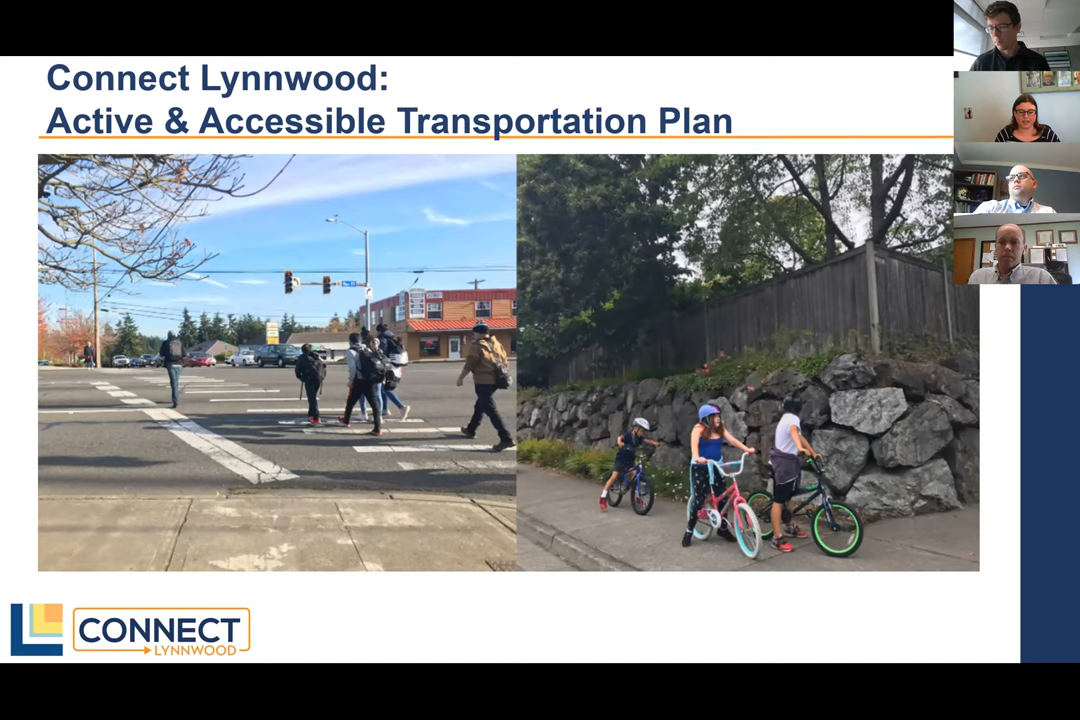 Connect Lynnwood:
Active & Accessible Transportation Plan
CONNECT
LYNNWOOD